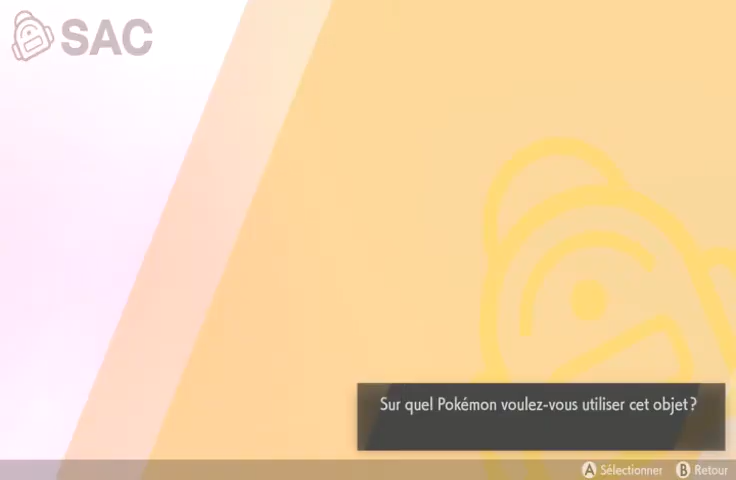 SAC
Sur quel Pokémon voulez-vous utiliser cet objet ?
A Sélectionner B Retour